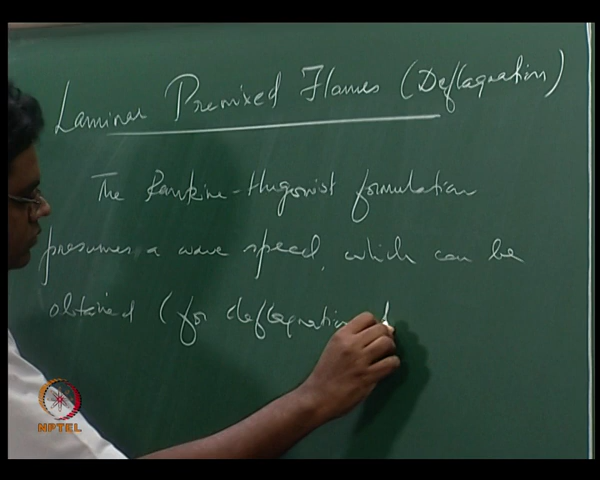 Laminar Premixed Flames (Deflagration)
The Rankine-Hugoniot formulation
presumes a wave speed, which can be
obtained (for deflagration
NPTEL